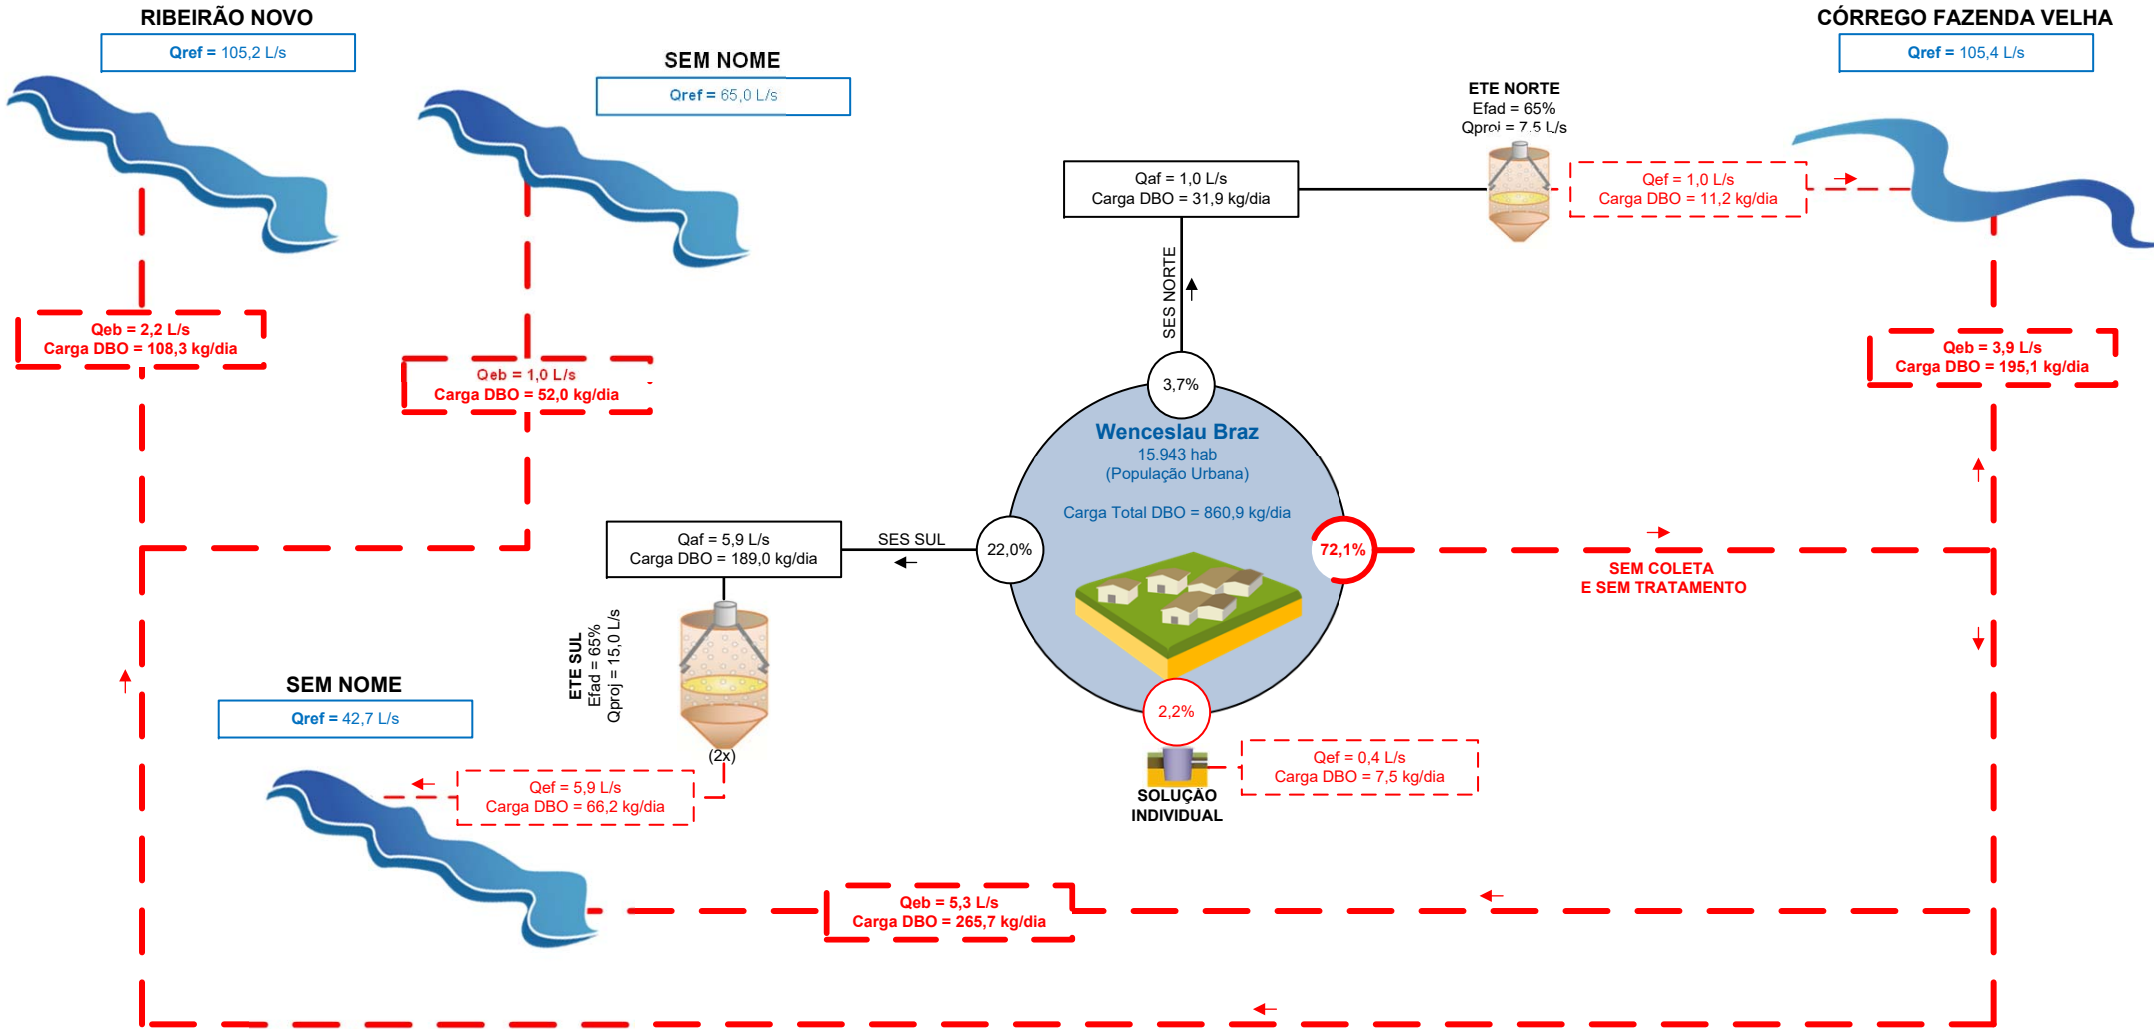 RIBEIRÃO NOVO
Qref = 105,2 L/s
SEM NOME
Qref = 65,0 L/s
CÓRREGO FAZENDA VELHA
Qref = 105,4 L/s
ETE NORTE
Efad = 65%
Qproj = 7,5 L/s
Qaf = 1,0 L/s
Carga DBO = 31,9 kg/dia
Qef = 1,0 L/s
Carga DBO = 11,2 kg/dia
SES NORTE
Qeb = 2,2 L/s
Carga DBO = 108,3 kg/dia
Qeb = 1,0 L/s
Carga DBO = 52,0 kg/dia
Qeb = 3,9 L/s
Carga DBO = 195,1 kg/dia
3,7%
Wenceslau Braz
15.943 hab
(População Urbana)
Carga Total DBO = 860,9 kg/dia
Qaf = 5,9 L/s
Carga DBO = 189,0 kg/dia
SES SUL
22,0%
72,1%
SEM COLETA
E SEM TRATAMENTO
ETE SUL
Efad = 65%
Qproj = 15,0 L/s
(2x)
SEM NOME
Qref = 42,7 L/s
2,2%
Qef = 0,4 L/s
Carga DBO = 7,5 kg/dia
SOLUÇÃO
INDIVIDUAL
Qef = 5,9 L/s
Carga DBO = 66,2 kg/dia
Qeb = 5,3 L/s
Carga DBO = 265,7 kg/dia